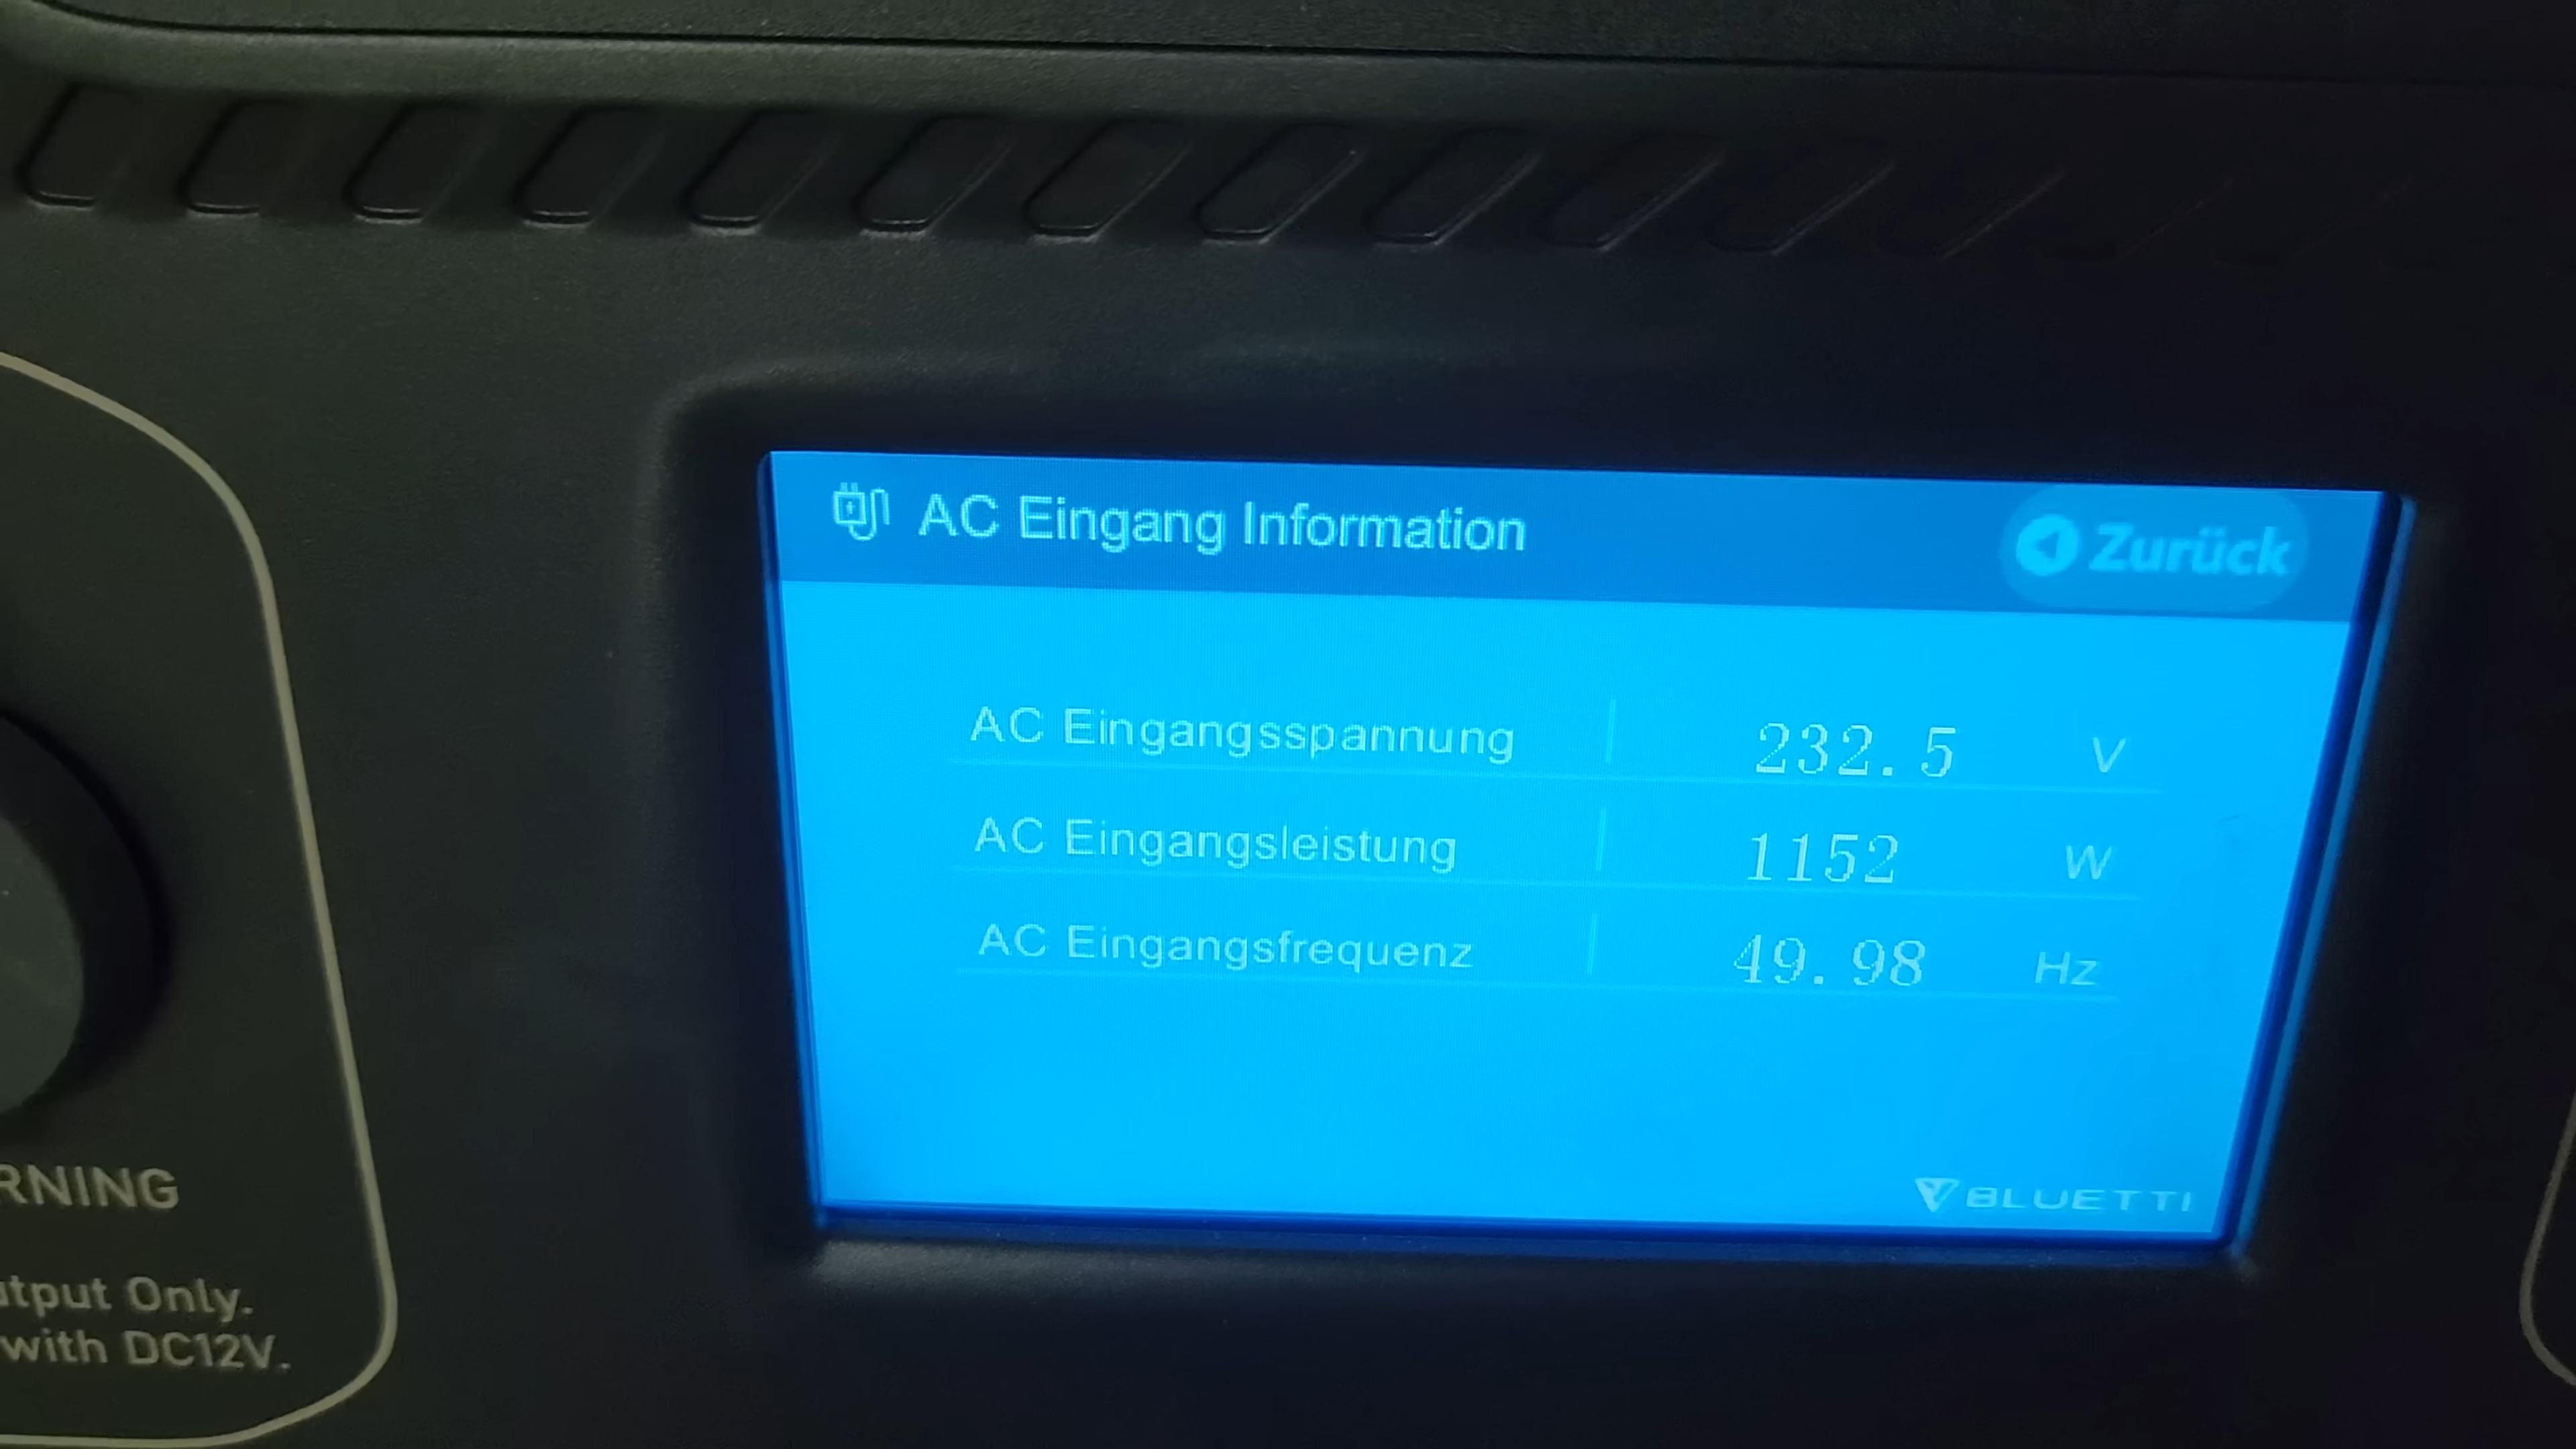 AC Eingang Information
Zurück
AC Eingangsspannung 232.5 V
AC Eingangsleistung 1152 W
AC Eingangsfrequenz 49.98 Hz
BLUETTI
RNING
tput Only.
with DC12V.